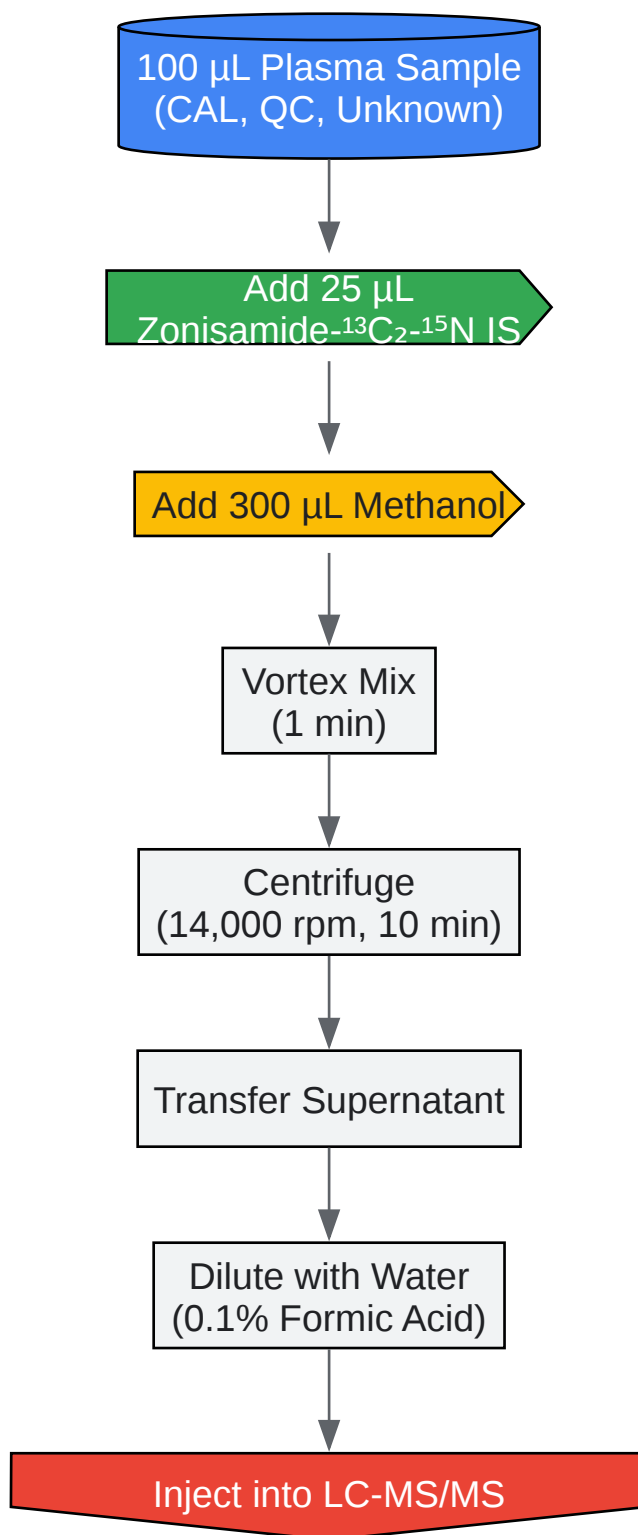 100 µL Plasma Sample
(CAL, QC, Unknown)
Add 25 µL
Zonisamide-¹³C₂-¹⁵N IS
Add 300 µL Methanol
Vortex Mix
(1 min)
Centrifuge
(14,000 rpm, 10 min)
Transfer Supernatant
Dilute with Water
(0.1% Formic Acid)
Inject into LC-MS/MS